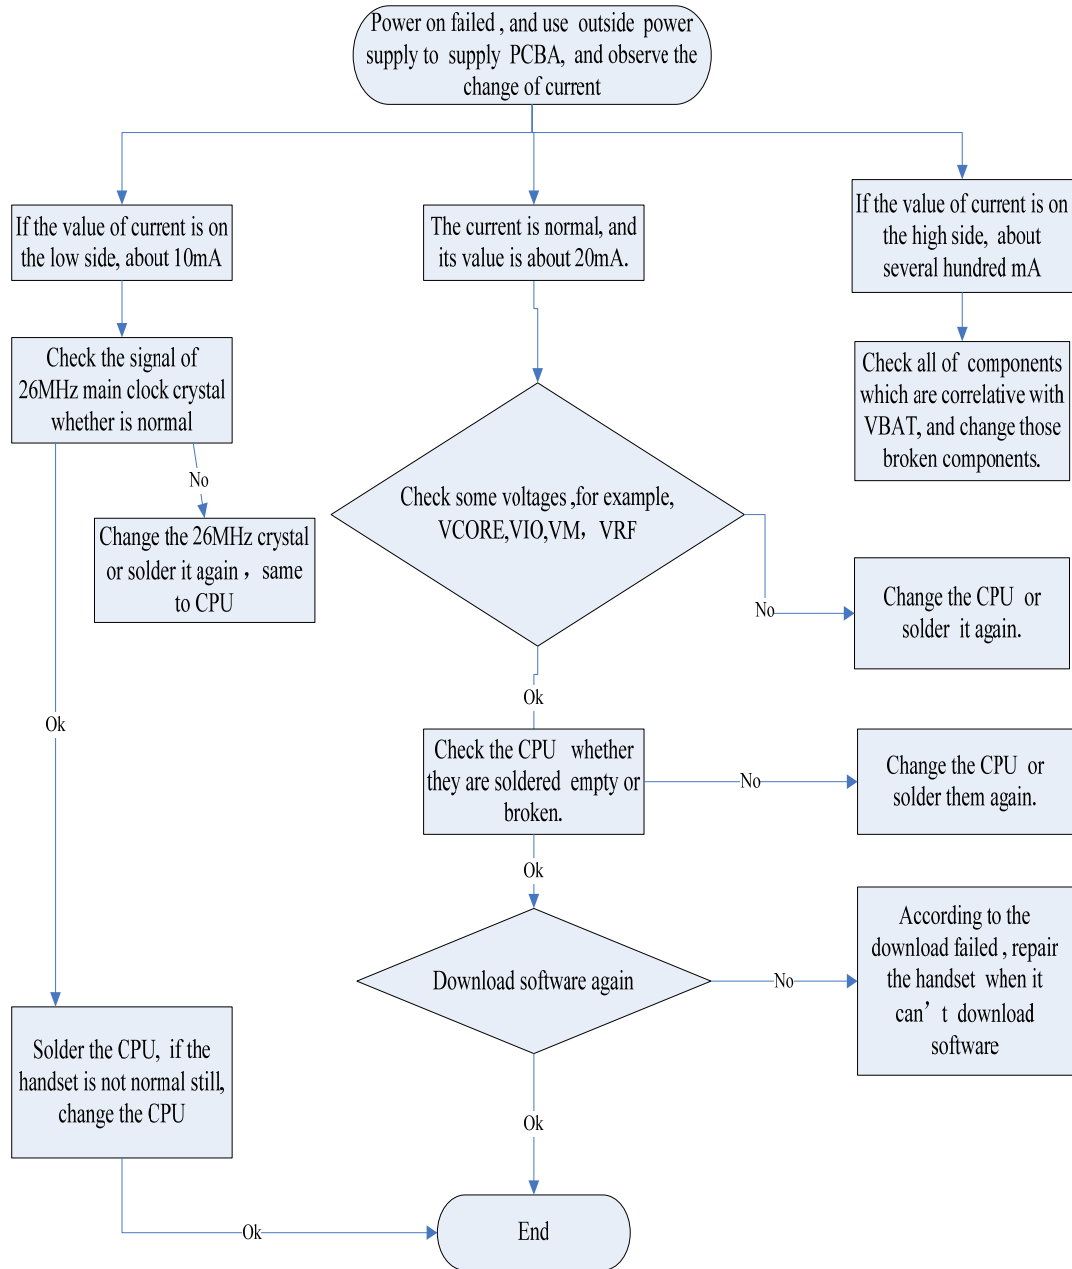 Power on failed , and use outside power
supply to supply PCBA, and observe the
change of current
If the value of current is on
the low side, about 10mA
The current is normal, and
its value is about 20mA.
If the value of current is on
the high side, about
several hundred mA
Check the signal of
26MHz main clock crystal
whether is normal
Check all of components
which are correlative with
VBAT, and change those
broken components.
No
Change the 26MHz crystal
or solder it again ，same
to CPU
Check some voltages ,for example,
VCORE,VIO,VM，VRF
No
Change the CPU or
solder it again.
Ok
Ok
Check the CPU whether
they are soldered empty or
broken.
No
Change the CPU or
solder them again.
Ok
Download software again
No
According to the
download failed , repair
the handset when it
can’t download
software
Solder the CPU, if the
handset is not normal still,
change the CPU
Ok
Ok
End